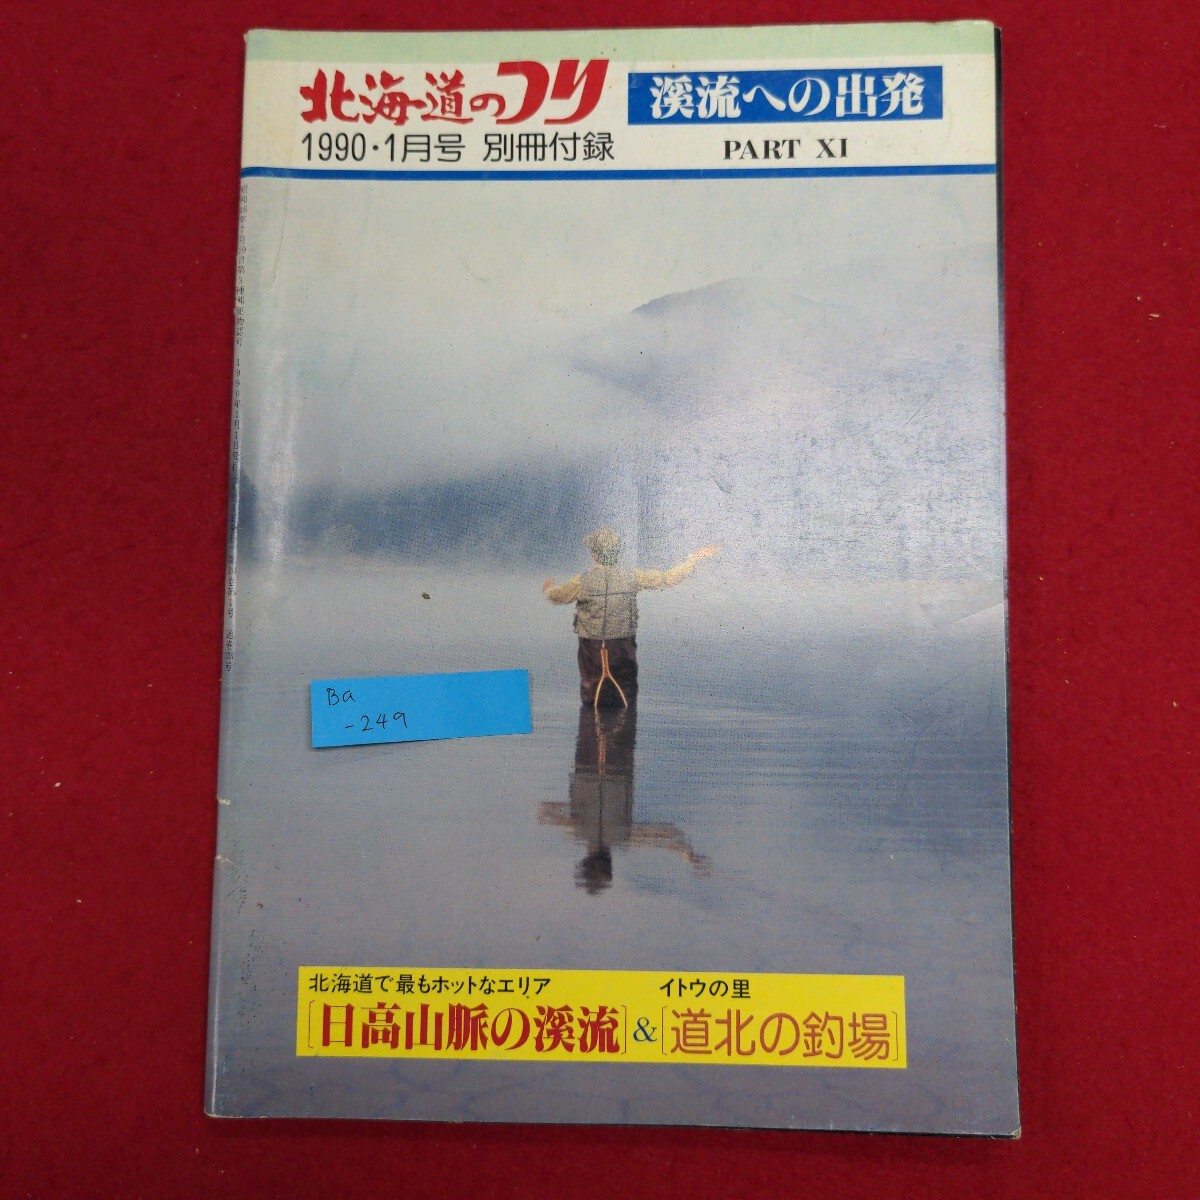 北海道のつり
渓流への出発
1990・1月号 別冊付録
PART XI
Ba
-249
北海道で最もホットなエリア
イトウの里
[日高山脈の渓流]&[道北の釣場]